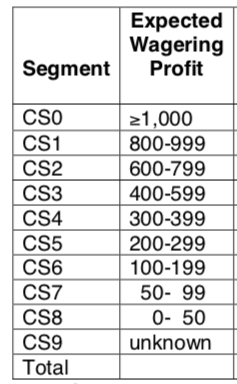 Segment Expected Wagering Profit
CS0 ≥1,000
CS1 800-999
CS2 600-799
CS3 400-599
CS4 300-399
CS5 200-299
CS6 100-199
CS7 50- 99
CS8 0- 50
CS9 unknown
Total